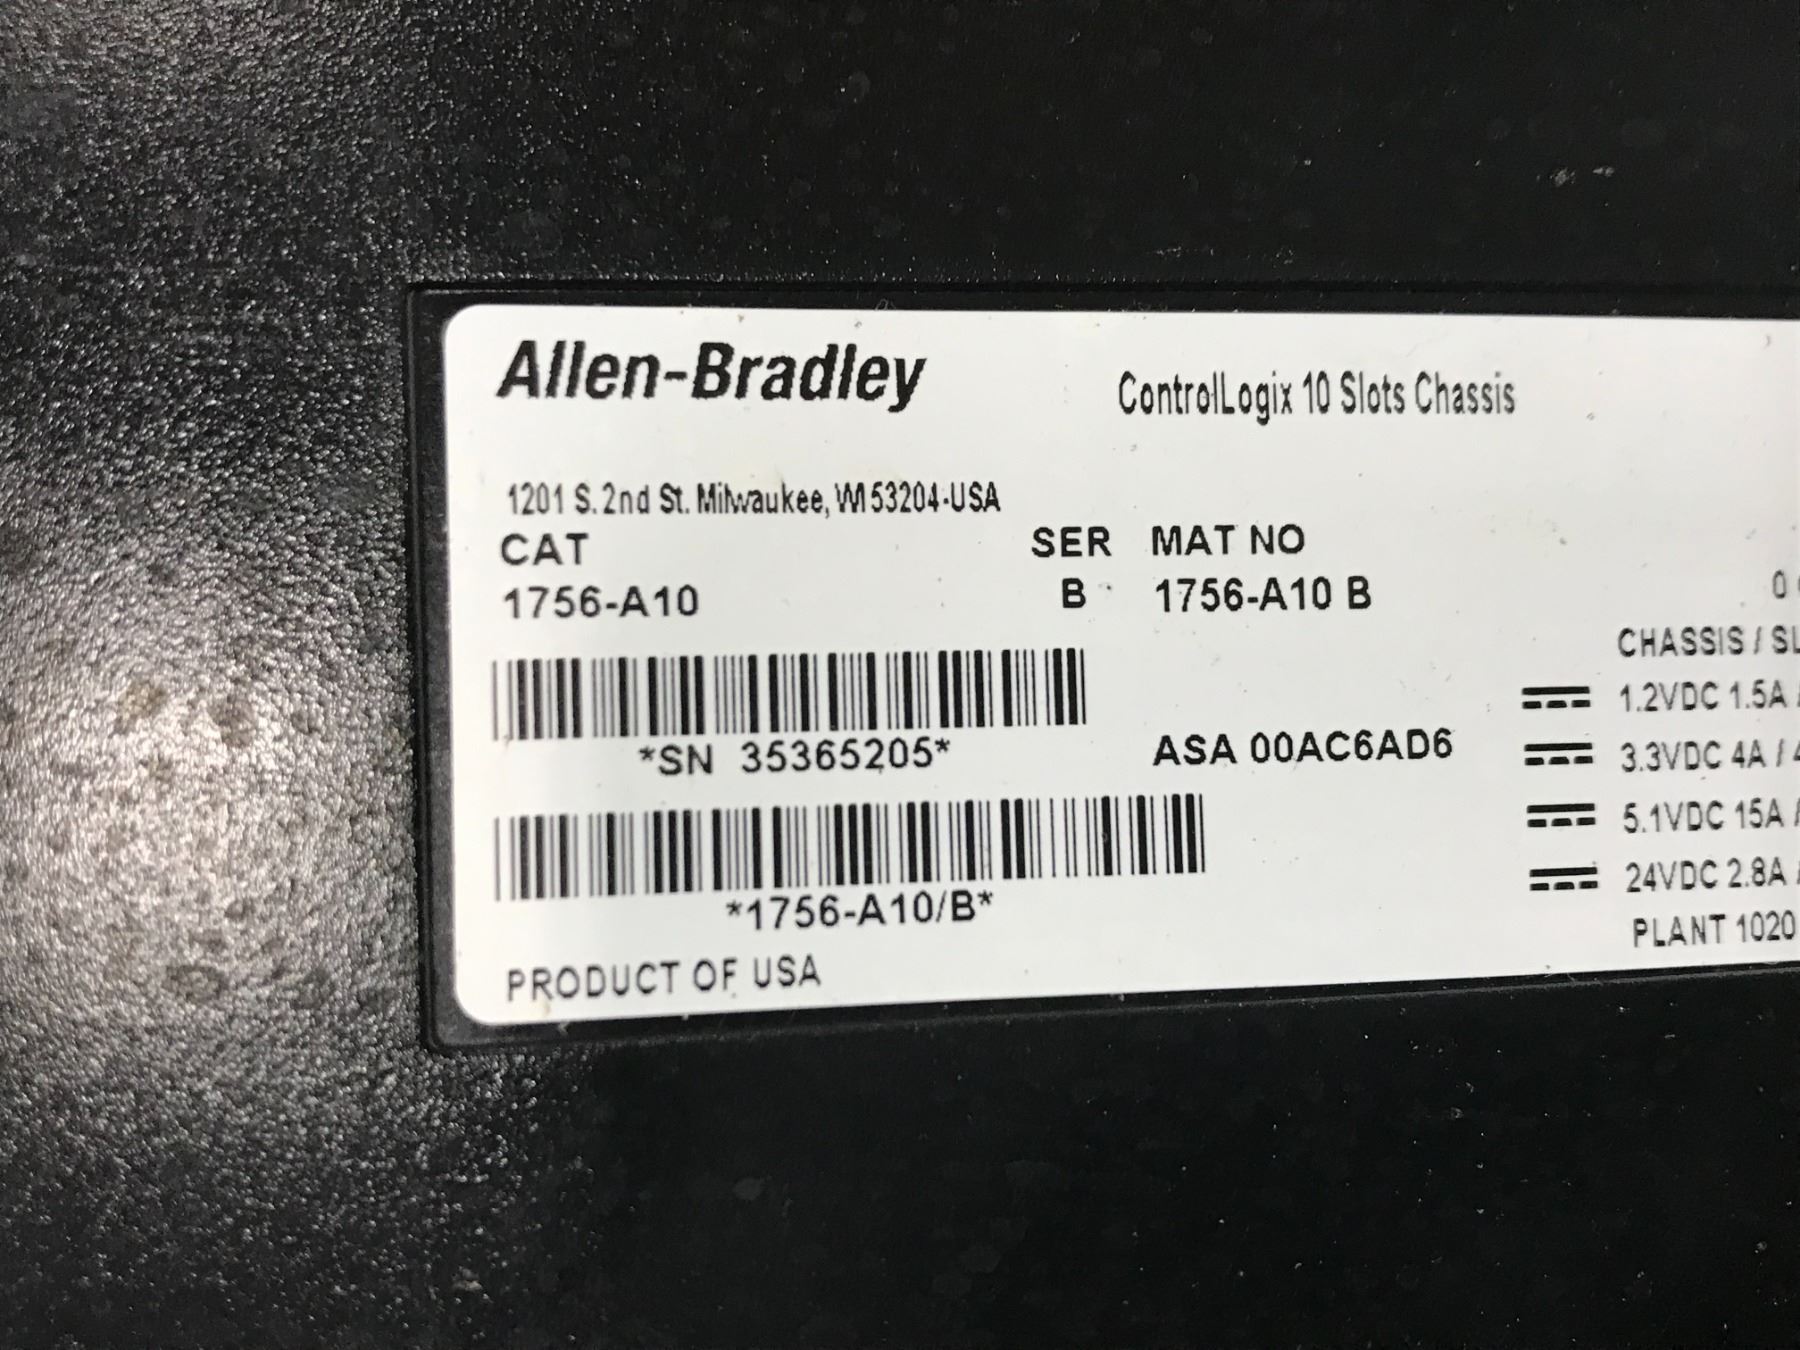 Allen-Bradley
ControlLogix 10 Slots Chassis
1201 S. 2nd St. Milwaukee, WI 53204-USA
CAT SER MAT NO
1756-A10 B 1756-A10 B
*SN 35365205*
ASA 00AC6AD6
*1756-A10/B*
PRODUCT OF USA
0
CHASSIS /
1.2VDC 1.5A /
3.3VDC 4A / 4
5.1VDC 15A /
24VDC 2.8A /
PLANT 1020